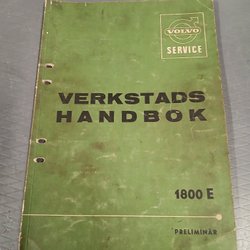 VOLVO
SERVICE
VERKSTADS
HANDBOK
1800 E
PRELIMINÄR